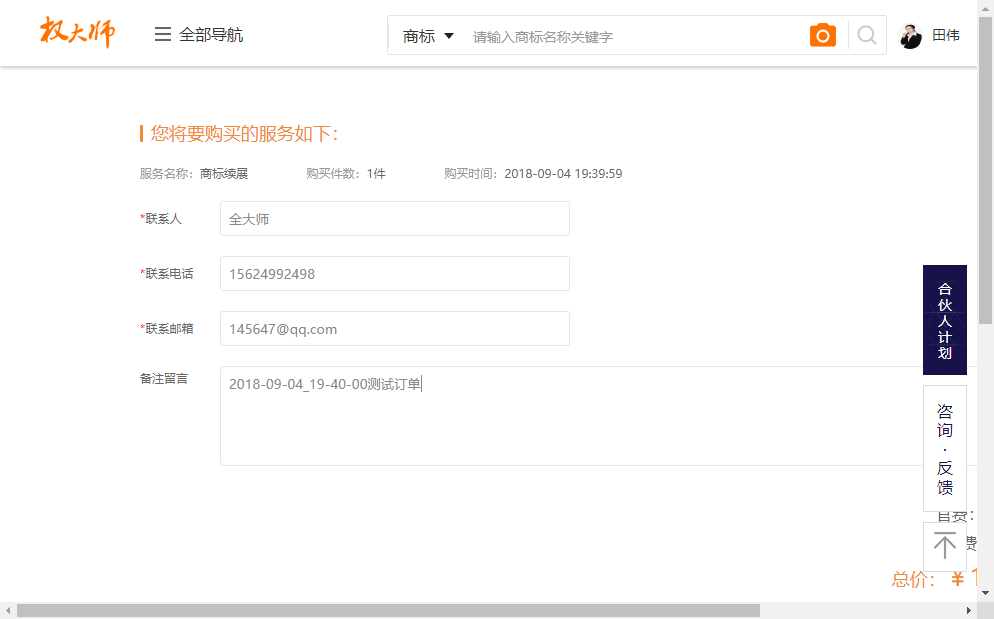 权大师
全部导航
商标
请输入商标名称关键字
田伟
您将要购买的服务如下：
服务名称：商标续展 购买件数：1件 购买时间：2018-09-04 19:39:59
*联系人 全大师
*联系电话 15624992498
*联系邮箱 145647@qq.com
备注留言 2018-09-04_19-40-00测试订单
合伙人计划
咨询·反馈
官费：
费
总价：￥1